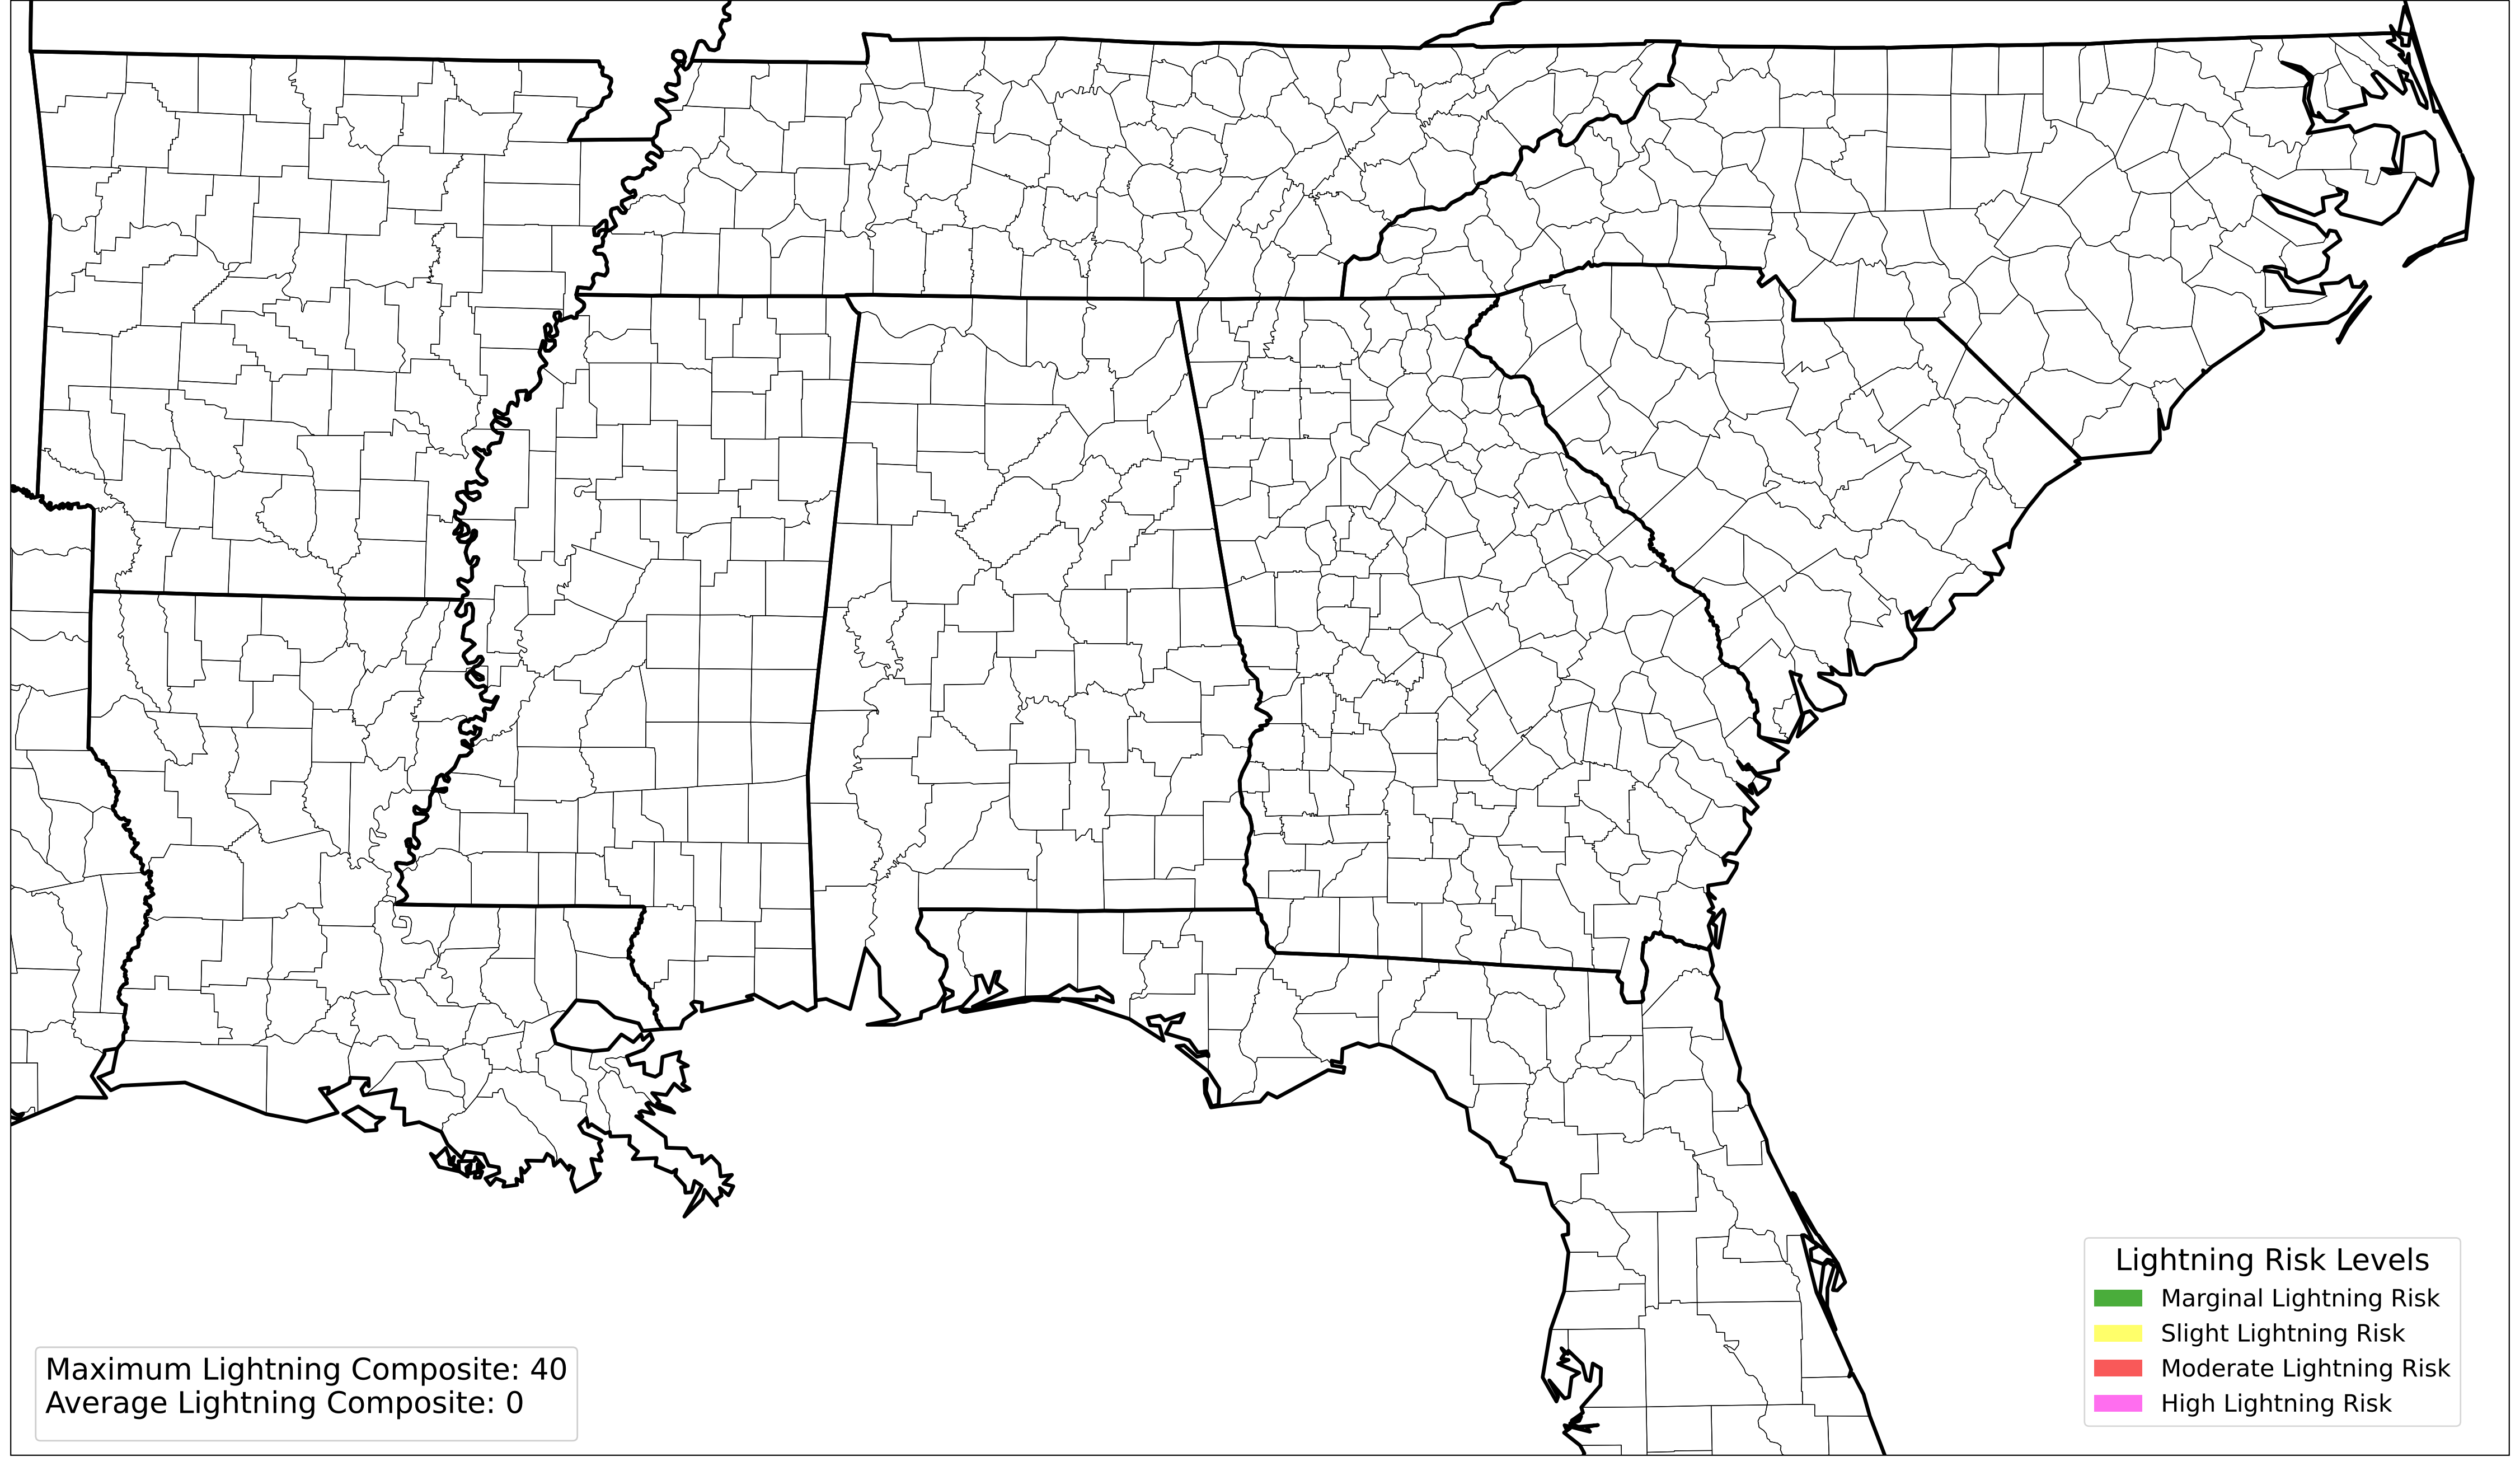 Maximum Lightning Composite: 40
Average Lightning Composite: 0
Lightning Risk Levels
Marginal Lightning Risk
Slight Lightning Risk
Moderate Lightning Risk
High Lightning Risk